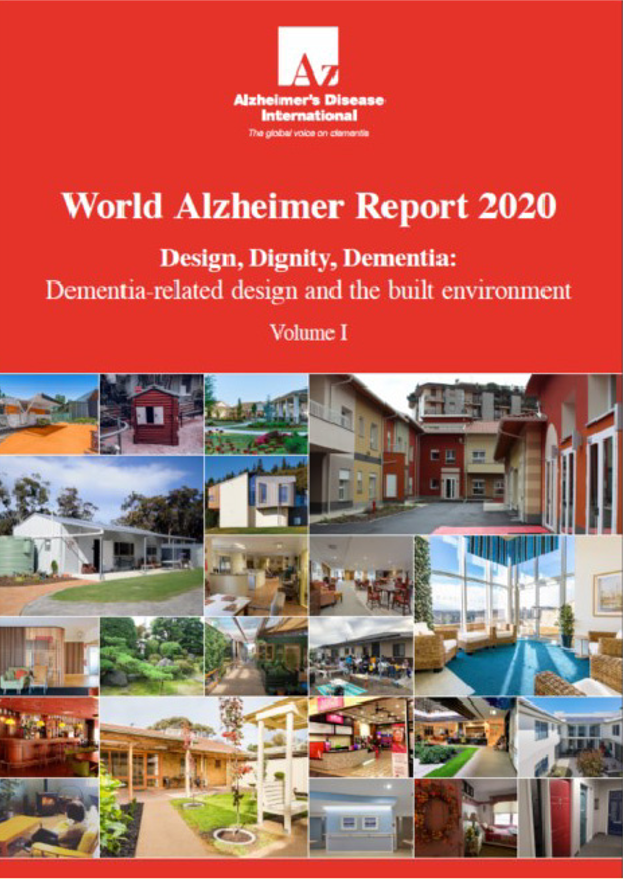 Az
Alzheimer's Disease
International
The global voice on dementia
World Alzheimer Report 2020
Design, Dignity, Dementia:
Dementia-related design and the built environment
Volume I